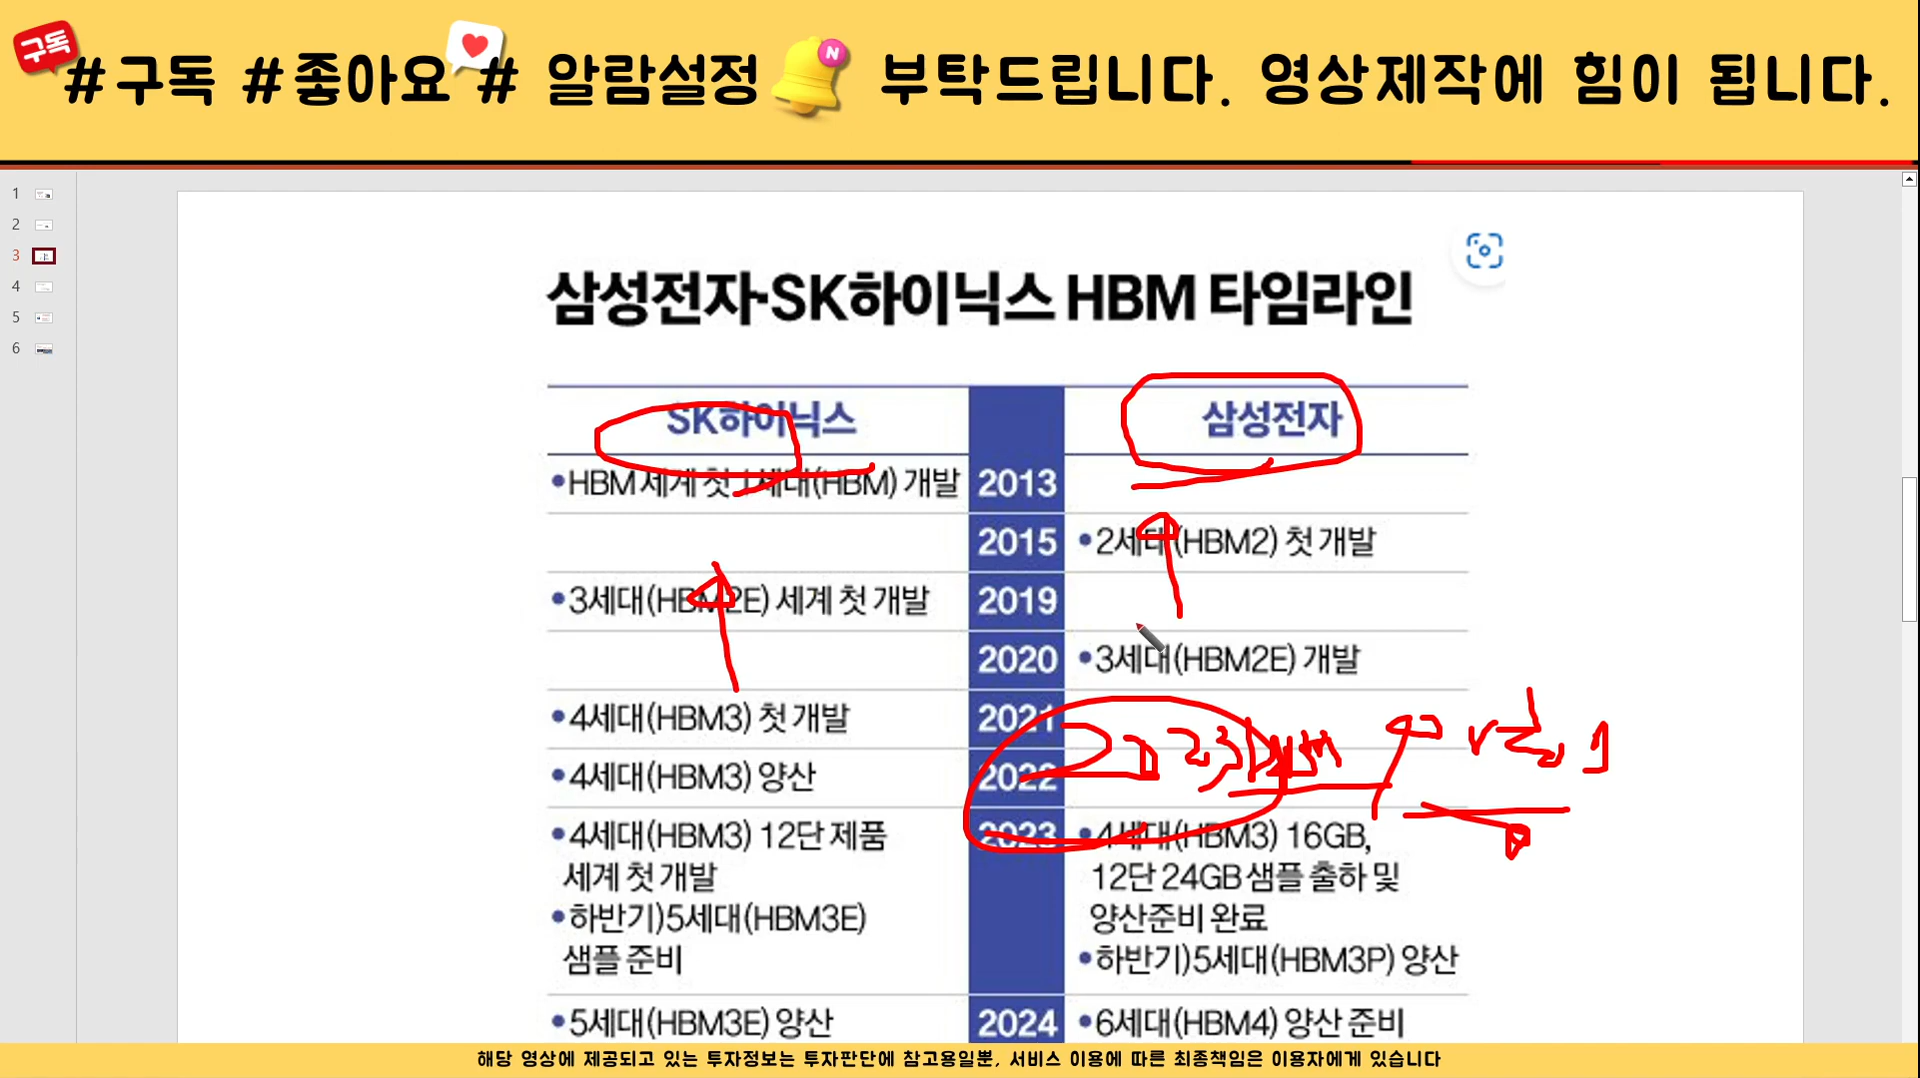 구독
#구독 #좋아요 # 알람설정 N 부탁드립니다. 영상제작에 힘이 됩니다.
1
2
3
4
5
6
삼성전자·SK하이닉스 HBM 타임라인
SK하이닉스 삼성전자
•HBM 세계 첫 1세대(HBM) 개발 2013
2015 •2세대(HBM2) 첫 개발
•3세대(HBM2E) 세계 첫 개발 2019
2020 •3세대(HBM2E) 개발
•4세대(HBM3) 첫 개발 2021
•4세대(HBM3) 양산 2022
•4세대(HBM3) 12단 제품 2023 •4세대(HBM3) 16GB,
세계 첫 개발 12단 24GB 샘플 출하 및
•하반기)5세대(HBM3E) 양산준비 완료
샘플 준비 •하반기)5세대(HBM3P) 양산
•5세대(HBM3E) 양산 2024 •6세대(HBM4) 양산 준비
해당 영상에 제공되고 있는 투자정보는 투자판단에 참고용일뿐, 서비스 이용에 따른 최종책임은 이용자에게 있습니다